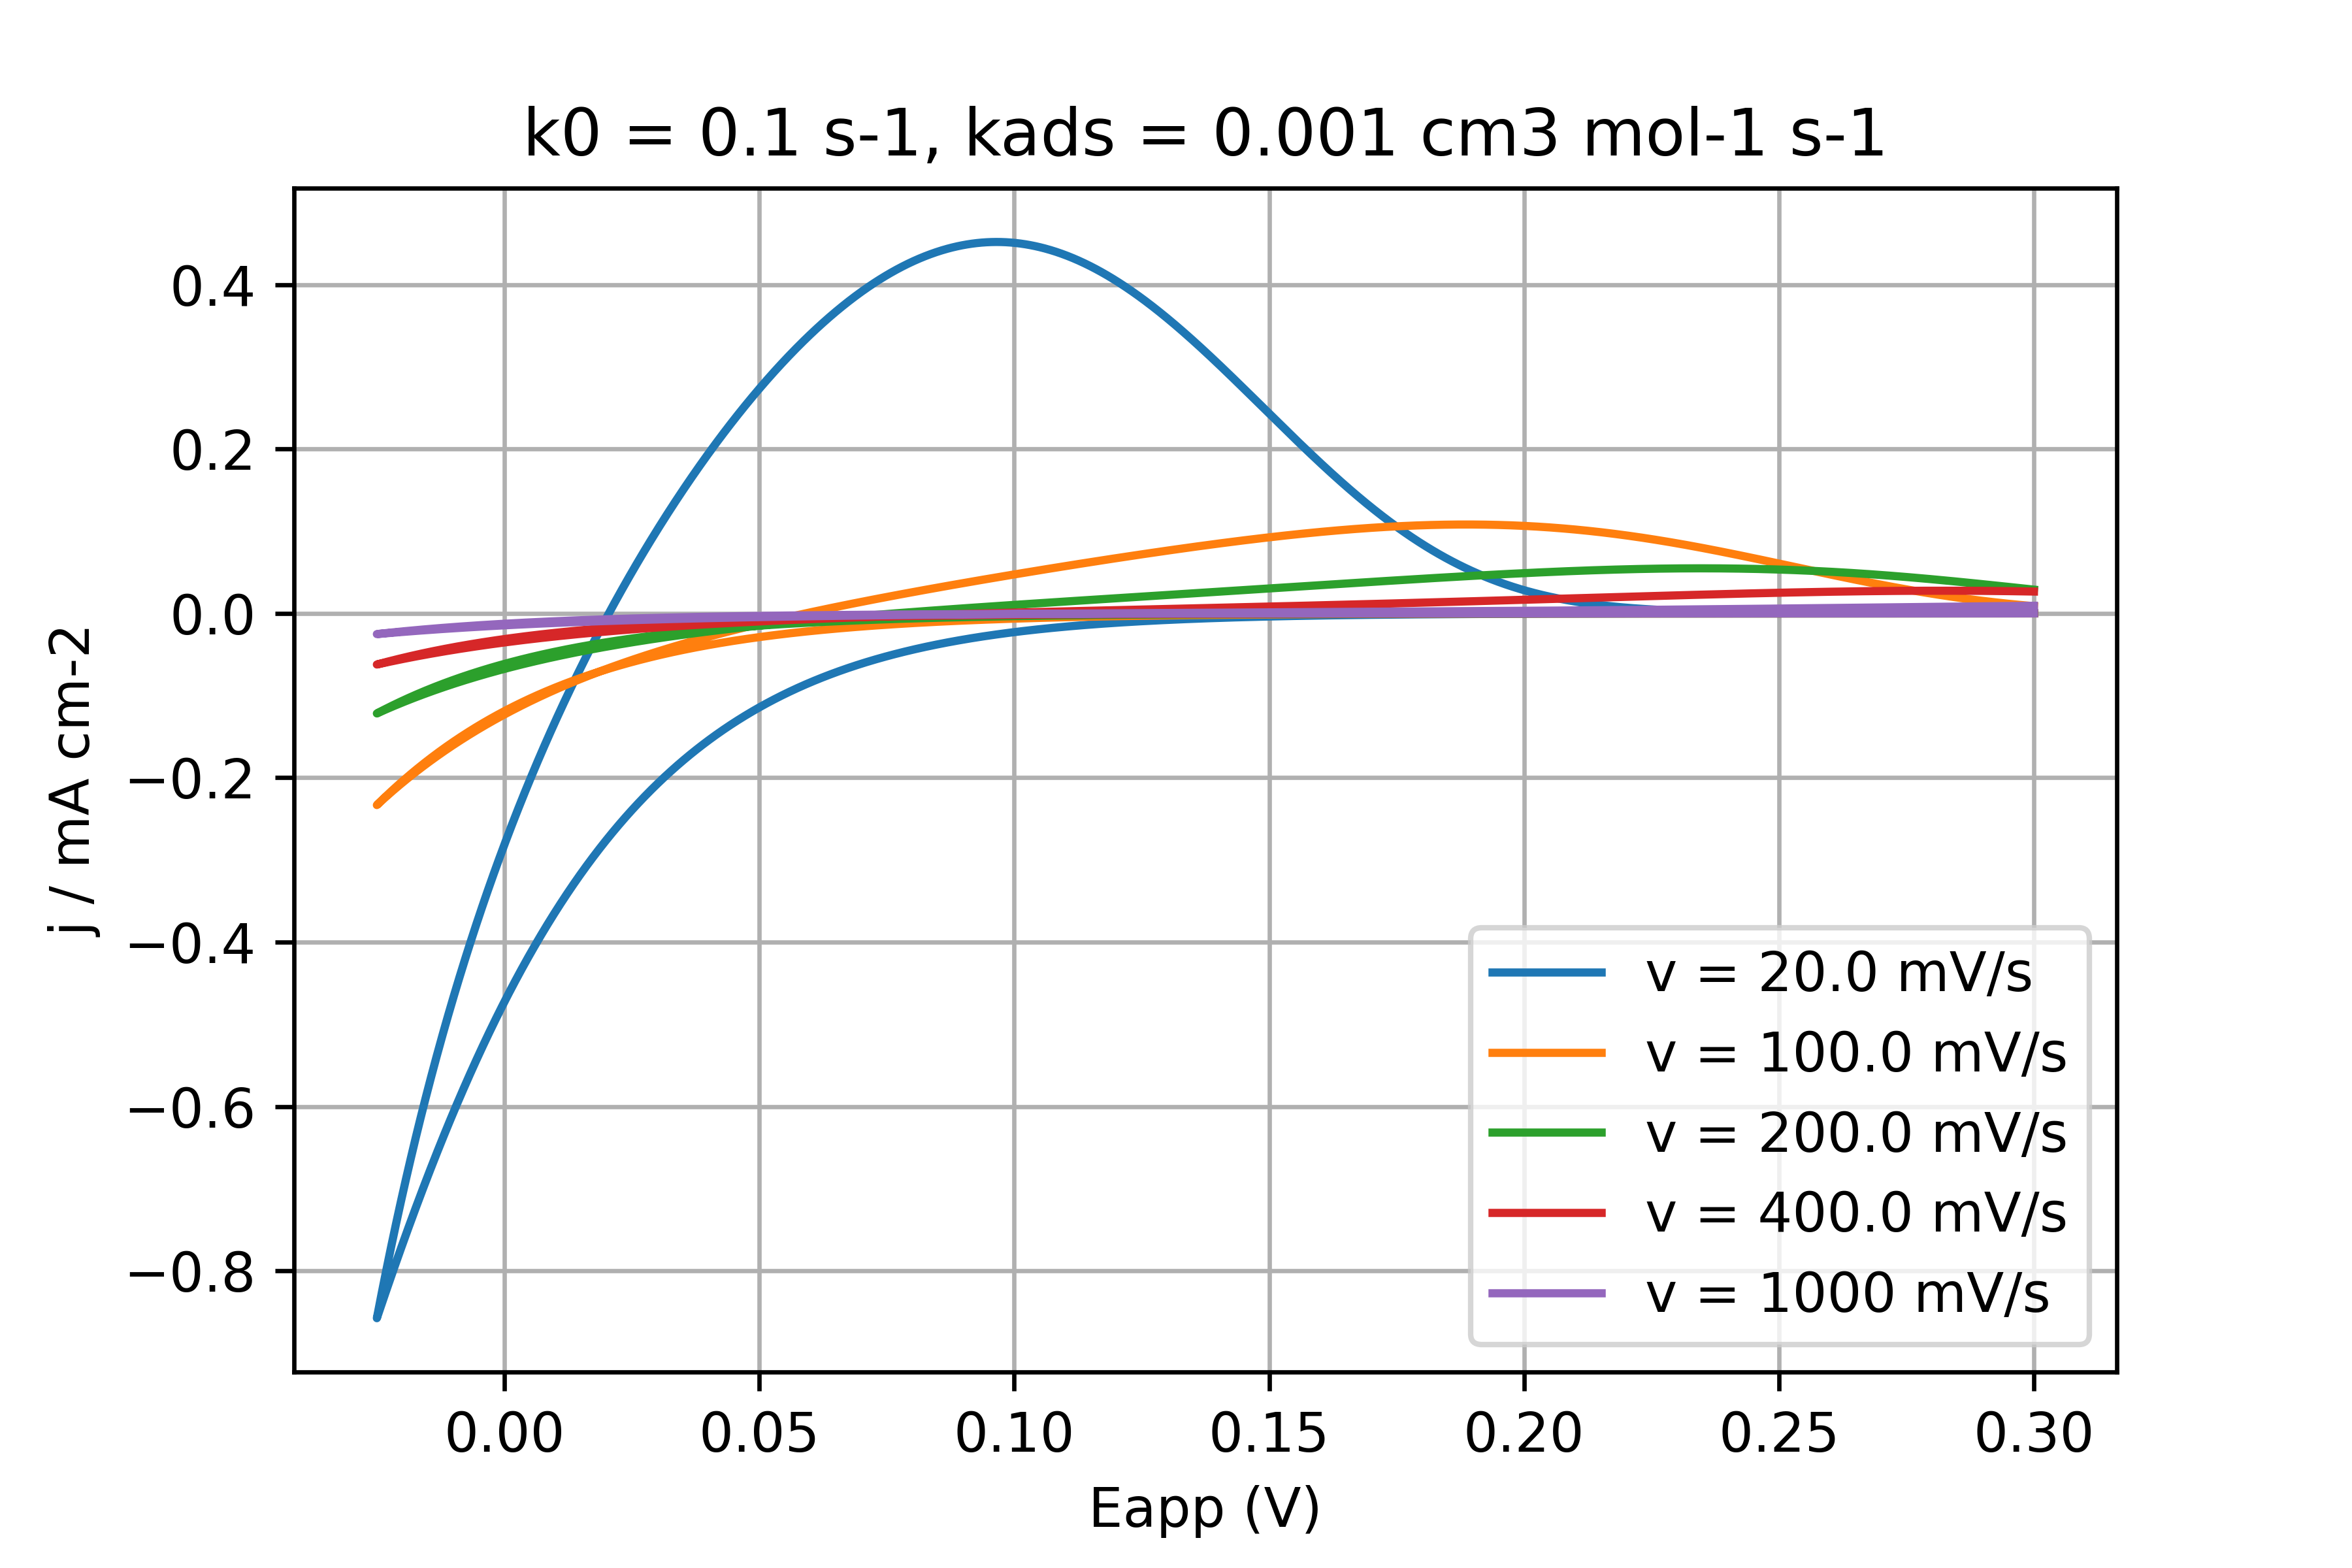 k0 = 0.1 s-1, kads = 0.001 cm3 mol-1 s-1
j / mA cm-2
0.4
0.2
0.0
−0.2
−0.4
−0.6
−0.8
v = 20.0 mV/s
v = 100.0 mV/s
v = 200.0 mV/s
v = 400.0 mV/s
v = 1000 mV/s
0.00 0.05 0.10 0.15 0.20 0.25 0.30
Eapp (V)